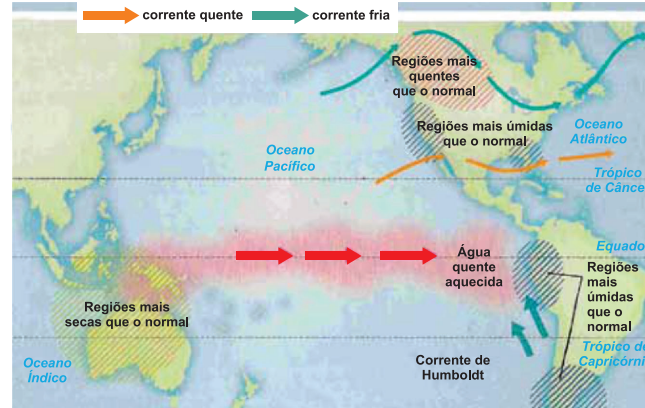 corrente quente
corrente fria
Regiões mais
quentes
que o normal
Regiões mais úmidas
que o normal
Oceano
Atlântico
Oceano
Pacífico
Trópico
de Cânce
Equado
Água
quente
aquecida
Regiões
mais
úmidas
que o
normal
Regiões mais
secas que o normal
Oceano
Índico
Corrente de
Humboldt
Trópico de
Capricórni